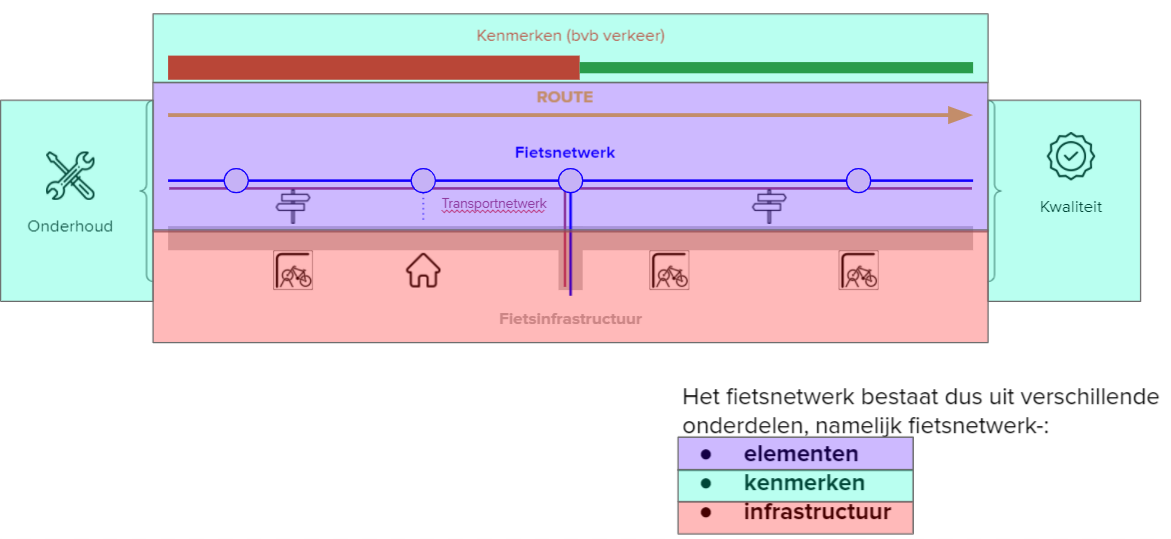 Kenmerken (bvb verkeer)
ROUTE
Fietsnetwerk
Transportnetwerk
Onderhoud
Kwaliteit
Fietsinfrastructuur
Het fietsnetwerk bestaat dus uit verschillende
onderdelen, namelijk fietsnetwerk-:
● elementen
● kenmerken
● infrastructuur